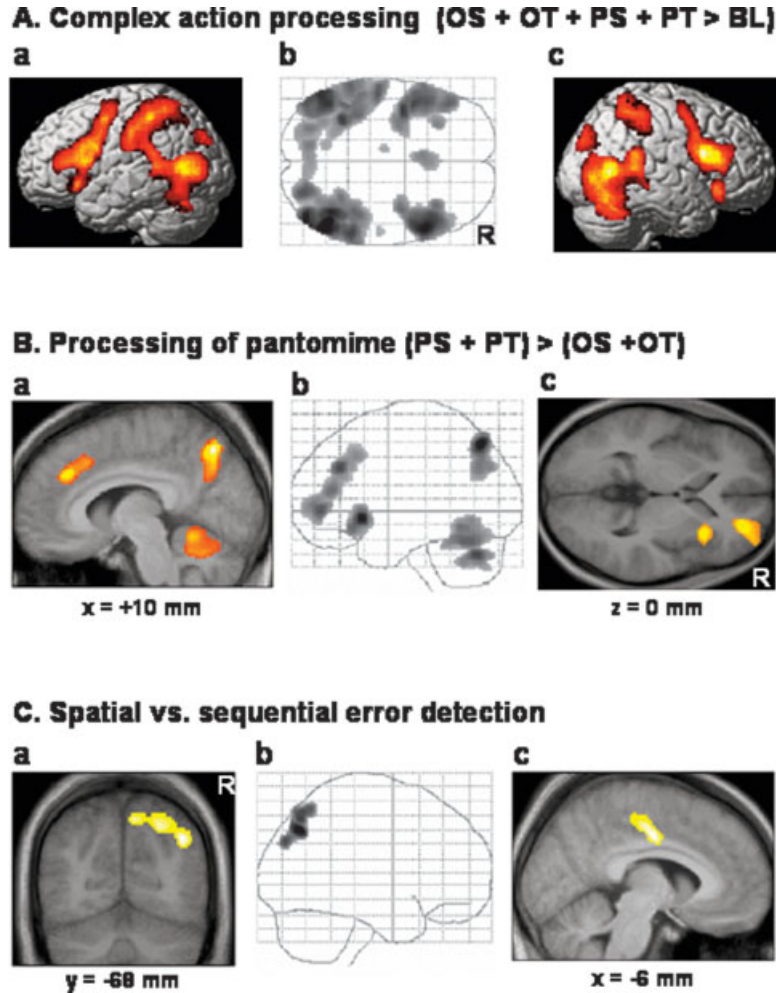 A. Complex action processing (OS + OT + PS + PT > BL)
a b c
R
B. Processing of pantomime (PS + PT) > (OS +OT)
a b c
R
x = +10 mm z = 0 mm
C. Spatial vs. sequential error detection
a b c
R
y = -68 mm x = -6 mm